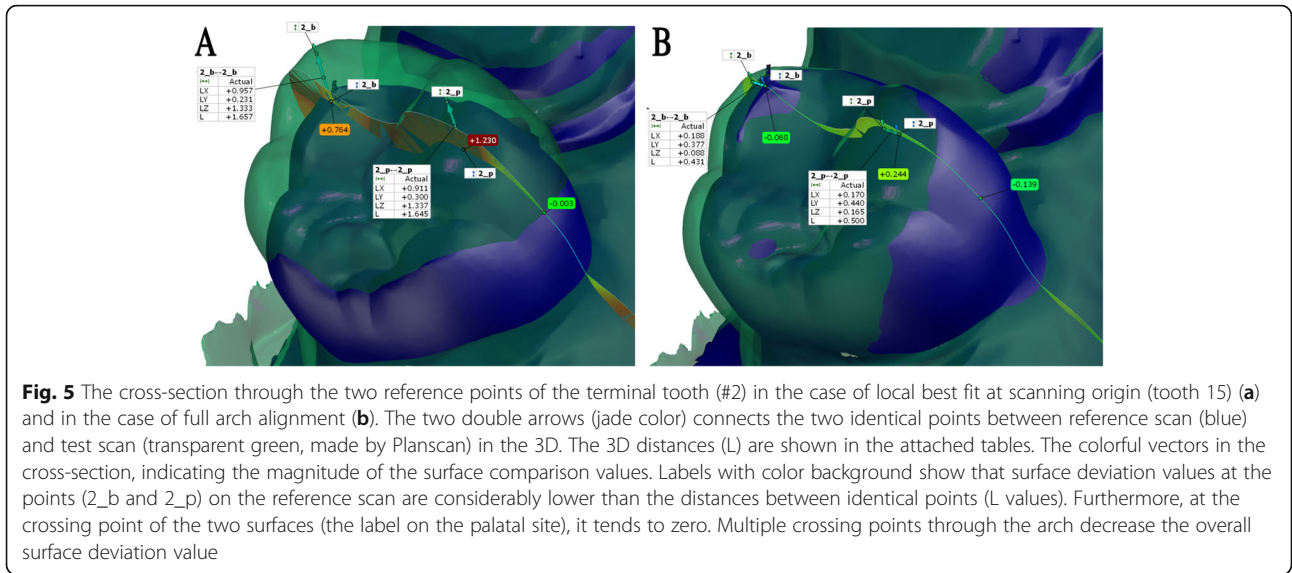 A
2_b
2_b--2_b
Actual
LX +0.957
LY +0.231
LZ +1.333
L +1.657
2_b
+0.764
2_p
+1.230
2_p
2_p--2_p
Actual
LX +0.911
LY +0.300
LZ +1.337
L +1.645
-0.003
B
2_b
2_b
2_b--2_b
Actual
LX +0.188
LY +0.377
LZ +0.088
L +0.431
-0.068
2_p
2_p
2_p--2_p
Actual
LX +0.170
LY +0.440
LZ +0.165
L +0.500
+0.244
-0.139
Fig. 5 The cross-section through the two reference points of the terminal tooth (#2) in the case of local best fit at scanning origin (tooth 15) (a)
and in the case of full arch alignment (b). The two double arrows (jade color) connects the two identical points between reference scan (blue)
and test scan (transparent green, made by Planscan) in the 3D. The 3D distances (L) are shown in the attached tables. The colorful vectors in the
cross-section, indicating the magnitude of the surface comparison values. Labels with color background show that surface deviation values at the
points (2_b and 2_p) on the reference scan are considerably lower than the distances between identical points (L values). Furthermore, at the
crossing point of the two surfaces (the label on the palatal site), it tends to zero. Multiple crossing points through the arch decrease the overall
surface deviation value